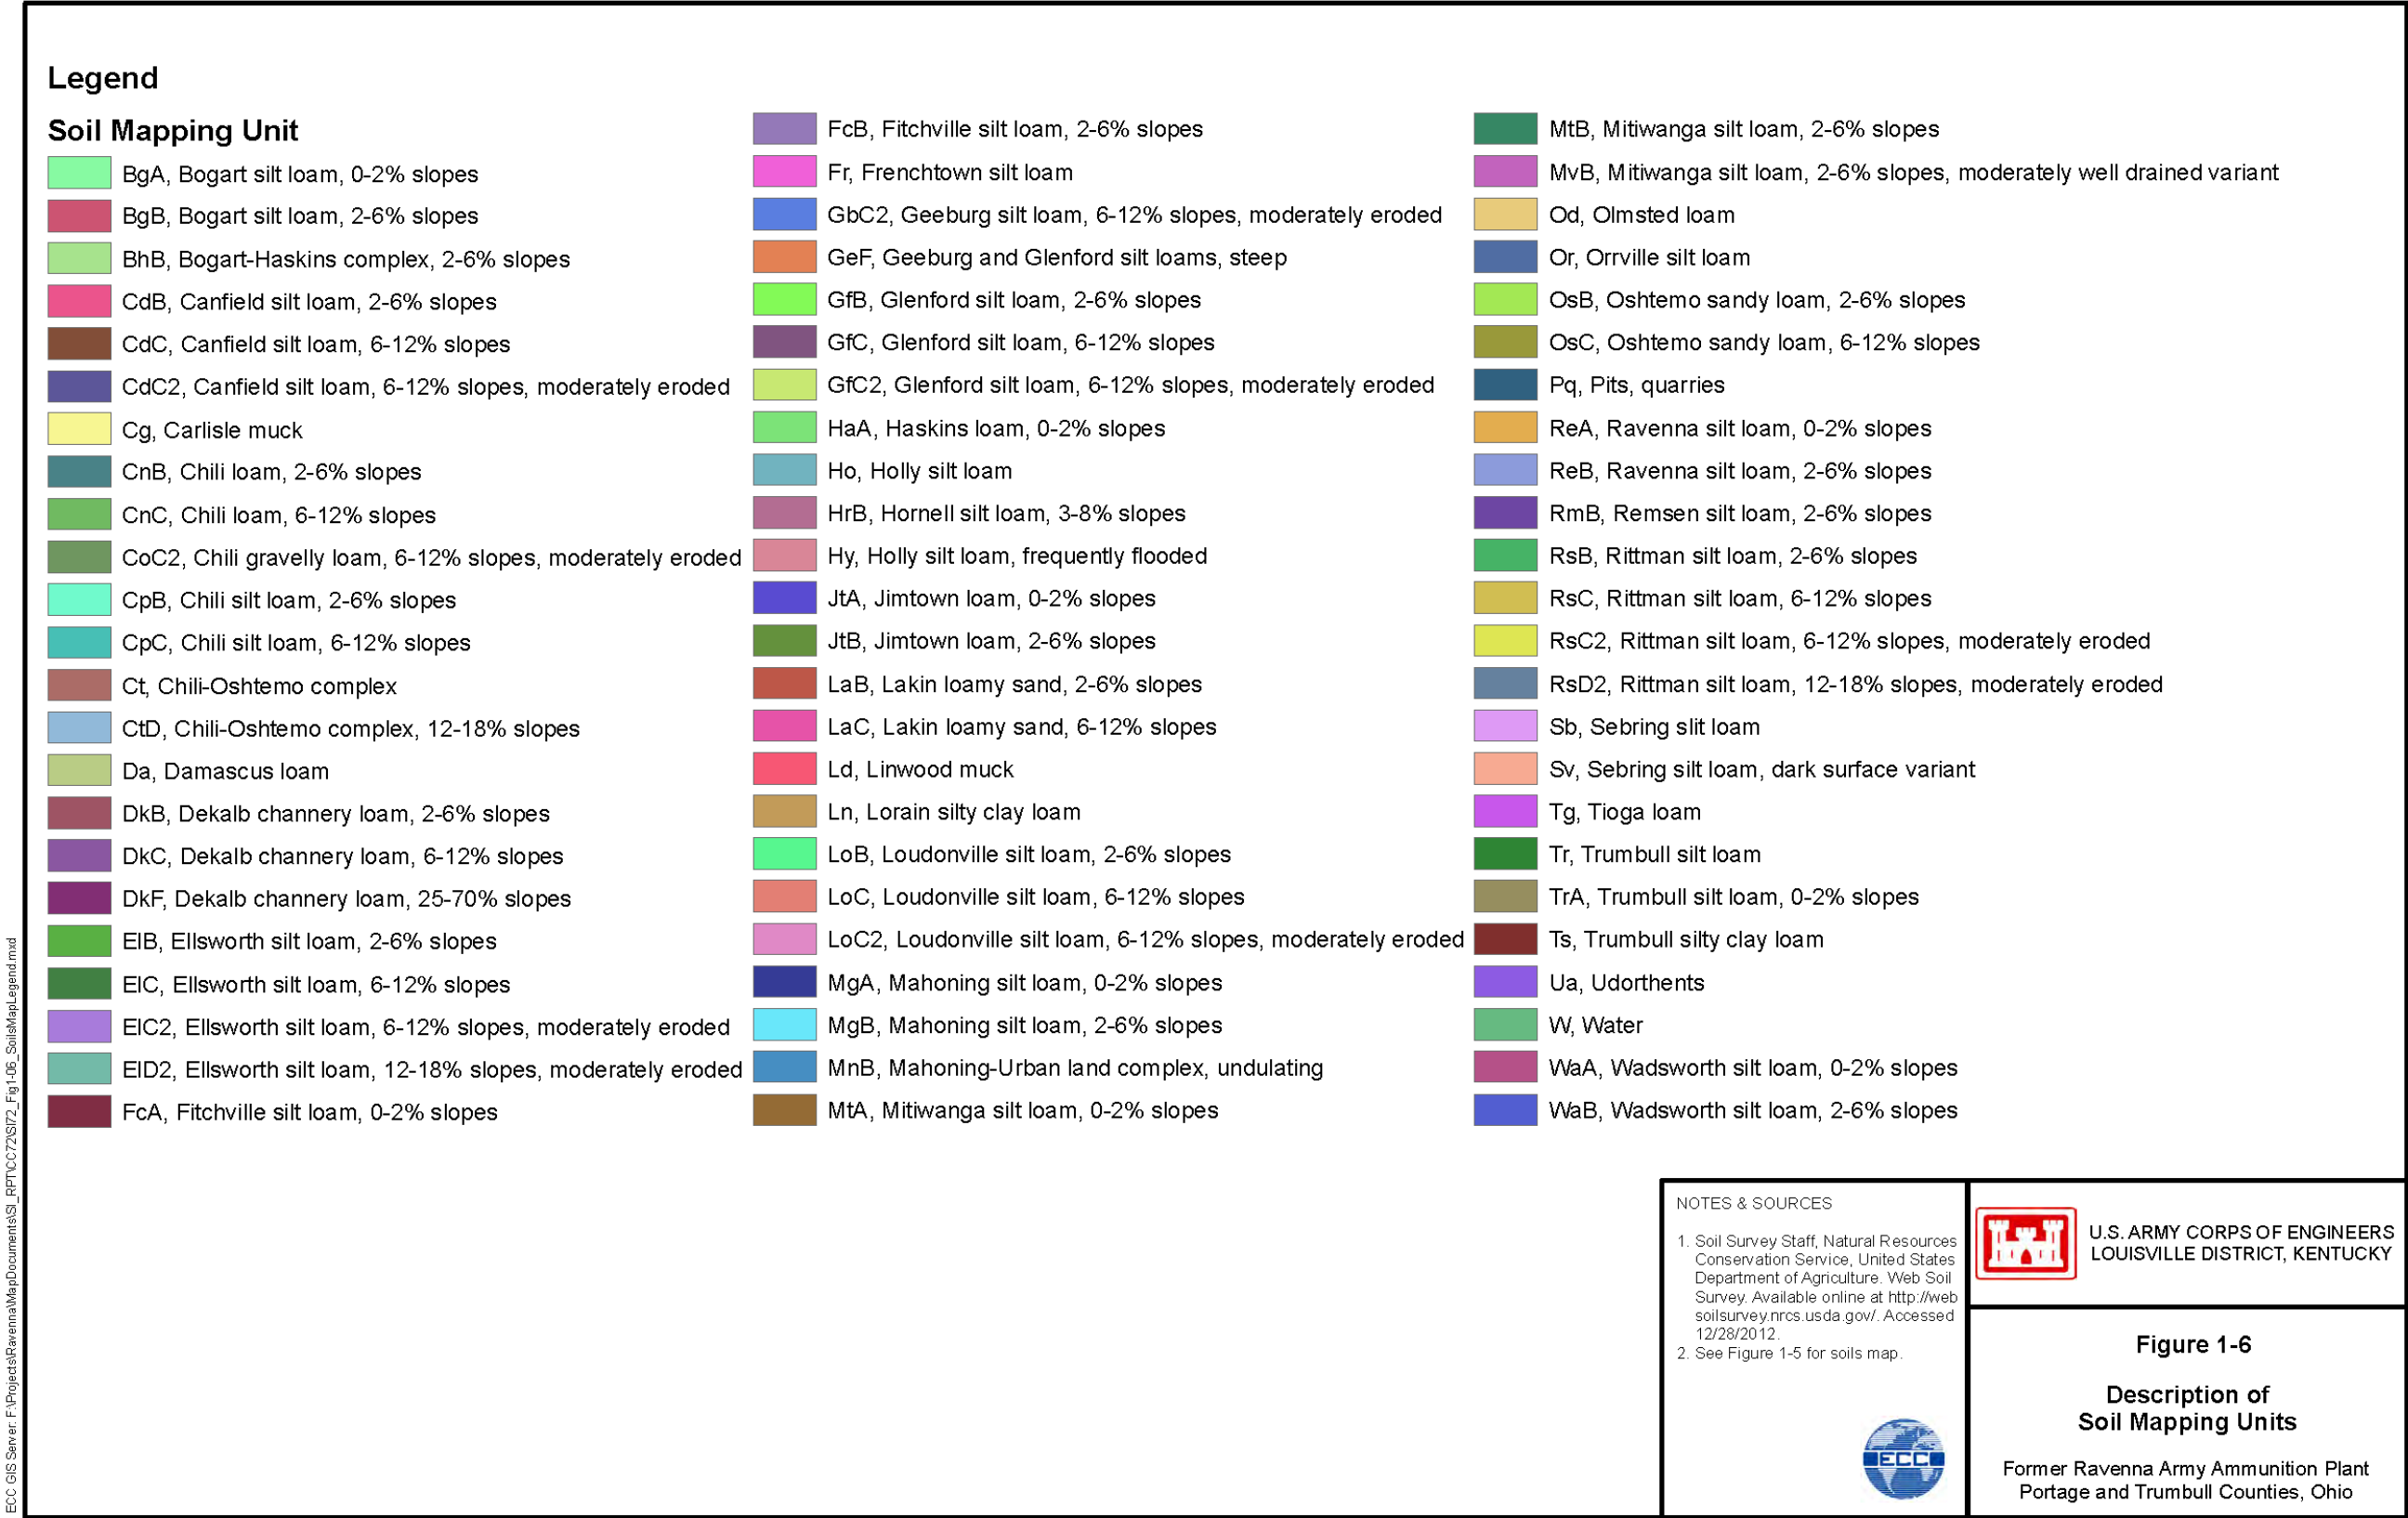 Legend
Soil Mapping Unit
BgA, Bogart silt loam, 0-2% slopes
BgB, Bogart silt loam, 2-6% slopes
BhB, Bogart-Haskins complex, 2-6% slopes
CdB, Canfield silt loam, 2-6% slopes
CdC, Canfield silt loam, 6-12% slopes
CdC2, Canfield silt loam, 6-12% slopes, moderately eroded
Cg, Carlisle muck
CnB, Chili loam, 2-6% slopes
CnC, Chili loam, 6-12% slopes
CoC2, Chili gravelly loam, 6-12% slopes, moderately eroded
CpB, Chili silt loam, 2-6% slopes
CpC, Chili silt loam, 6-12% slopes
Ct, Chili-Oshtemo complex
CtD, Chili-Oshtemo complex, 12-18% slopes
Da, Damascus loam
DkB, Dekalb channery loam, 2-6% slopes
DkC, Dekalb channery loam, 6-12% slopes
DkF, Dekalb channery loam, 25-70% slopes
ElB, Ellsworth silt loam, 2-6% slopes
ElC, Ellsworth silt loam, 6-12% slopes
ElC2, Ellsworth silt loam, 6-12% slopes, moderately eroded
ElD2, Ellsworth silt loam, 12-18% slopes, moderately eroded
FcA, Fitchville silt loam, 0-2% slopes
FcB, Fitchville silt loam, 2-6% slopes
Fr, Frenchtown silt loam
GbC2, Geeburg silt loam, 6-12% slopes, moderately eroded
GeF, Geeburg and Glenford silt loams, steep
GfB, Glenford silt loam, 2-6% slopes
GfC, Glenford silt loam, 6-12% slopes
GfC2, Glenford silt loam, 6-12% slopes, moderately eroded
HaA, Haskins loam, 0-2% slopes
Ho, Holly silt loam
HrB, Hornell silt loam, 3-8% slopes
Hy, Holly silt loam, frequently flooded
JtA, Jimtown loam, 0-2% slopes
JtB, Jimtown loam, 2-6% slopes
LaB, Lakin loamy sand, 2-6% slopes
LaC, Lakin loamy sand, 6-12% slopes
Ld, Linwood muck
Ln, Lorain silty clay loam
LoB, Loudonville silt loam, 2-6% slopes
LoC, Loudonville silt loam, 6-12% slopes
LoC2, Loudonville silt loam, 6-12% slopes, moderately eroded
MgA, Mahoning silt loam, 0-2% slopes
MgB, Mahoning silt loam, 2-6% slopes
MnB, Mahoning-Urban land complex, undulating
MtA, Mitiwanga silt loam, 0-2% slopes
MtB, Mitiwanga silt loam, 2-6% slopes
MvB, Mitiwanga silt loam, 2-6% slopes, moderately well drained variant
Od, Olmsted loam
Or, Orrville silt loam
OsB, Oshtemo sandy loam, 2-6% slopes
OsC, Oshtemo sandy loam, 6-12% slopes
Pq, Pits, quarries
ReA, Ravenna silt loam, 0-2% slopes
ReB, Ravenna silt loam, 2-6% slopes
RmB, Remsen silt loam, 2-6% slopes
RsB, Rittman silt loam, 2-6% slopes
RsC, Rittman silt loam, 6-12% slopes
RsC2, Rittman silt loam, 6-12% slopes, moderately eroded
RsD2, Rittman silt loam, 12-18% slopes, moderately eroded
Sb, Sebring slit loam
Sv, Sebring silt loam, dark surface variant
Tg, Tioga loam
Tr, Trumbull silt loam
TrA, Trumbull silt loam, 0-2% slopes
Ts, Trumbull silty clay loam
Ua, Udorthents
W, Water
WaA, Wadsworth silt loam, 0-2% slopes
WaB, Wadsworth silt loam, 2-6% slopes
NOTES & SOURCES
1. Soil Survey Staff, Natural Resources
Conservation Service, United States
Department of Agriculture. Web Soil
Survey. Available online at http://web
soilsurvey.nrcs.usda.gov/. Accessed
12/28/2012.
2. See Figure 1-5 for soils map.
ECC
U.S. ARMY CORPS OF ENGINEERS
LOUISVILLE DISTRICT, KENTUCKY
Figure 1-6
Description of
Soil Mapping Units
Former Ravenna Army Ammunition Plant
Portage and Trumbull Counties, Ohio
ECC GIS Server: F:\Projects\Ravenna\MapDocuments\SI_RPT\CC72\SI72_Fig1-06_SoilsMapLegend.mxd